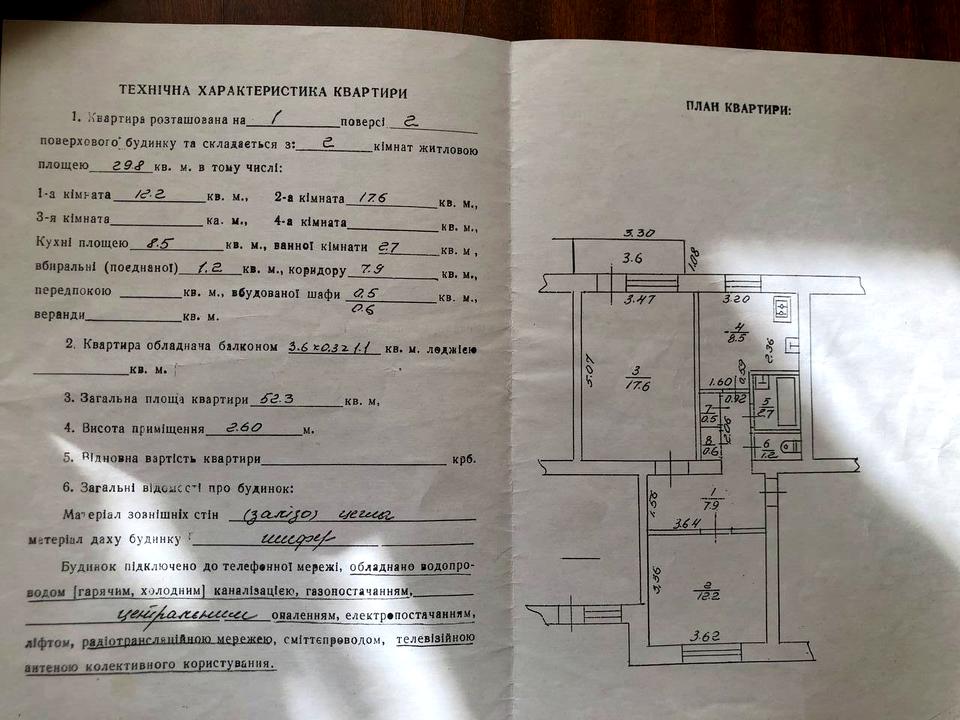 ТЕХНІЧНА ХАРАКТЕРИСТИКА КВАРТИРИ
1. Квартира розташована на 1 поверсі 2
поверхового будинку та складається з: 2 кімнат житловою
площею 29.8 кв. м. в тому числі:
1-а кімната 12.2 кв. м., 2-а кімната 17.6 кв. м.,
3-я кімната ка. м., 4-а кімната кв. м.,
Кухні площею 8.5 кв. м., ванної кімнати 2.7 кв. м,
вбиральні (поєднаної) 1.2 кв. м., коридору 7.9 кв. м.,
передпокою кв. м., вбудованої шафи 0.5 кв. м.,
0.6
веранди кв. м.
2. Квартира обладнача балконом 3.6x0.3=1.1 кв. м. лоджією
кв. м.
3. Загальна площа квартири 52.3 кв. м,
4. Висота приміщення 2.60 м.
5. Відновна вартість квартири крб.
6. Загальні відомості про будинок:
Матеріал зовнішніх стін (залізо) цегла
матеріал даху будинку шифер
Будинок підключено до телефонної мережі, обладнано водопро-
водом [гарячим, холодним] каналізацією, газопостачанням,
центральним опаленням, електропостачанням,
ліфтом, радіотрансляційною мережею, сміттєпроводом, телевізійною
антеною колективного користування.
ПЛАН КВАРТИРИ:
3.30
3.6
1.08
3.47
3.20
4
8.5
2.36
5.07
3
17.6
1.60
0.92
5
2.7
7
0.5
2.06
8
0.6
6
1.2
1
7.9
3.64
3.36
2
12.2
3.62